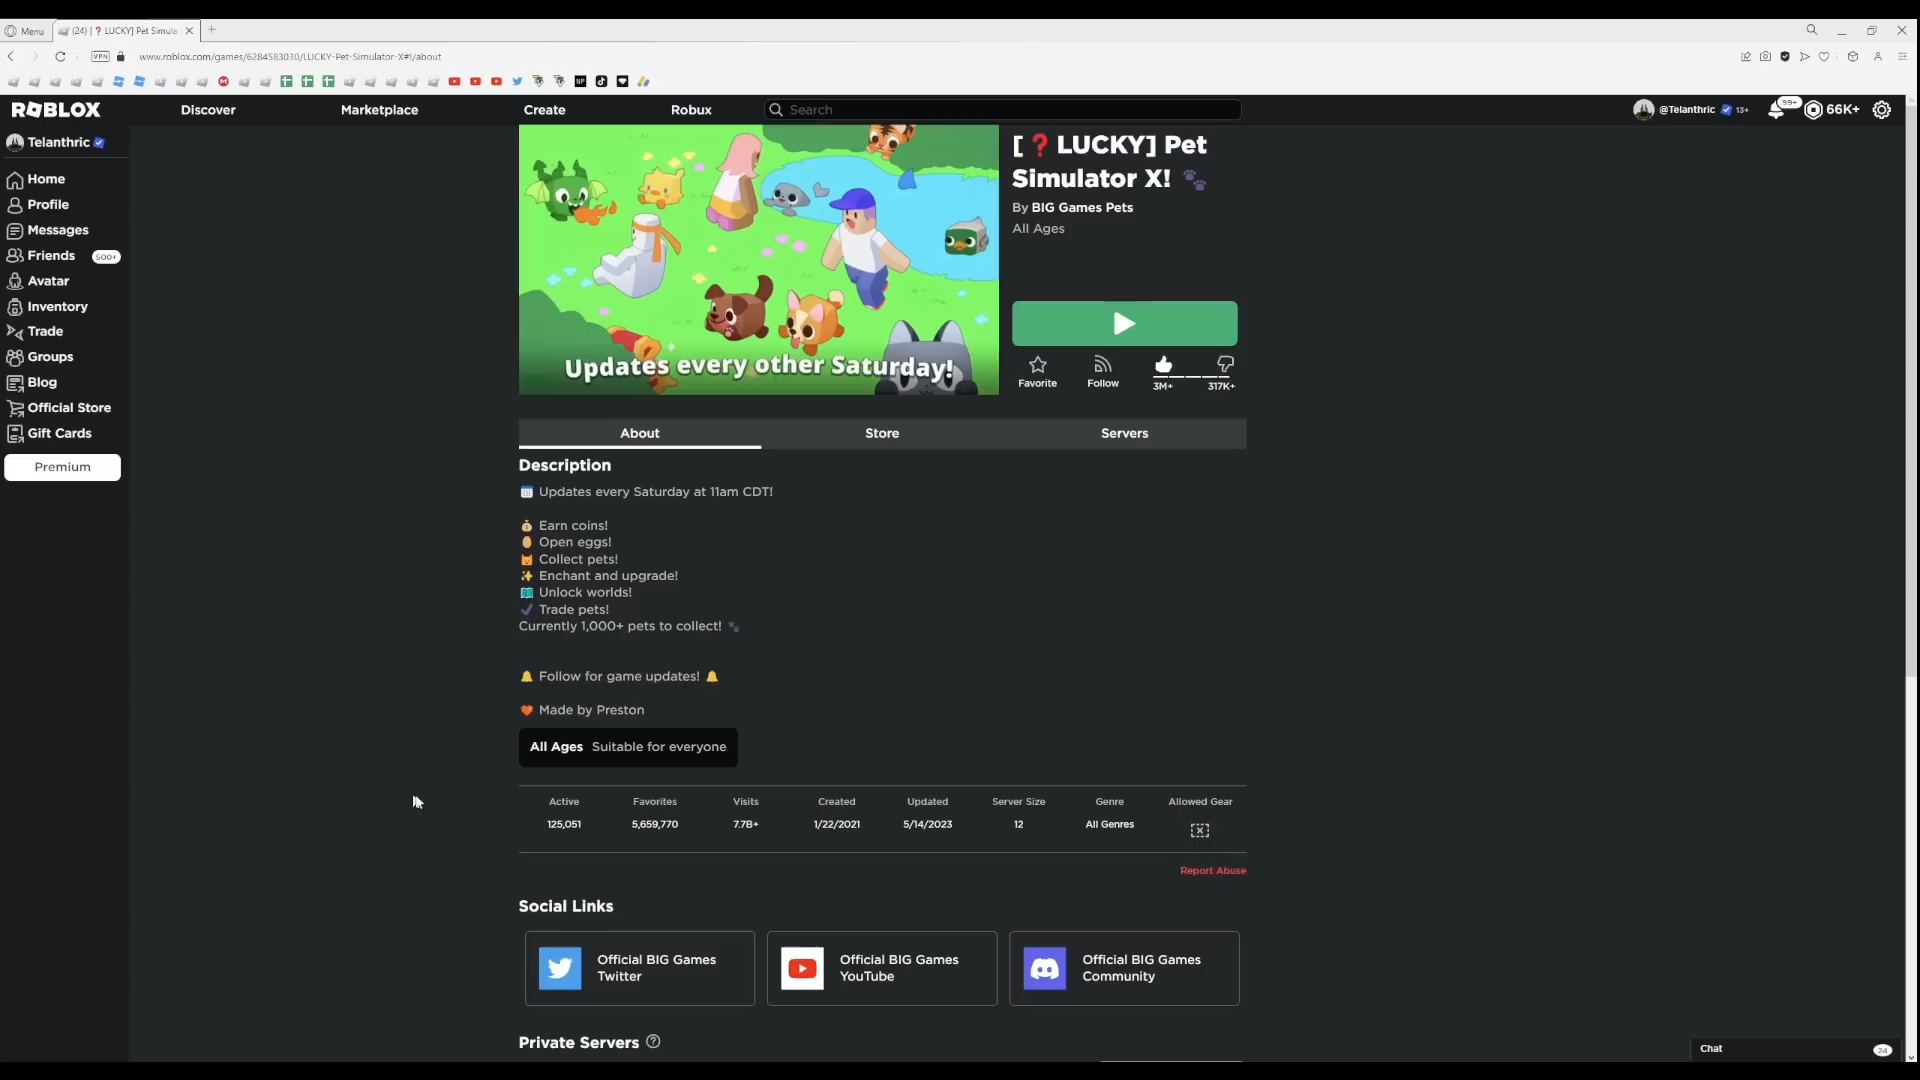 Menu
(24) [❓LUCKY] Pet Simula
VPN
www.roblox.com/games/6284583030/LUCKY-Pet-Simulator-X#!/about
ROBLOX
Discover
Marketplace
Create
Robux
Search
@Telanthric
13+
99+
66K+
Telanthric
Home
Profile
Messages
Friends
500+
Avatar
Inventory
Trade
Groups
Blog
Official Store
Gift Cards
Premium
Updates every other Saturday!
[❓LUCKY] Pet
Simulator X! 🐾
By BIG Games Pets
All Ages
Favorite
Follow
3M+
317K+
About
Store
Servers
Description
📅 Updates every Saturday at 11am CDT!
💰 Earn coins!
🥚 Open eggs!
🐱 Collect pets!
✨ Enchant and upgrade!
🗺️ Unlock worlds!
✔️ Trade pets!
Currently 1,000+ pets to collect! 🐾
🔔 Follow for game updates! 🔔
❤️ Made by Preston
All Ages Suitable for everyone
Active
Favorites
Visits
Created
Updated
Server Size
Genre
Allowed Gear
125,051
5,659,770
7.7B+
1/22/2021
5/14/2023
12
All Genres
Report Abuse
Social Links
Official BIG Games
Twitter
Official BIG Games
YouTube
Official BIG Games
Community
Private Servers
Chat
24